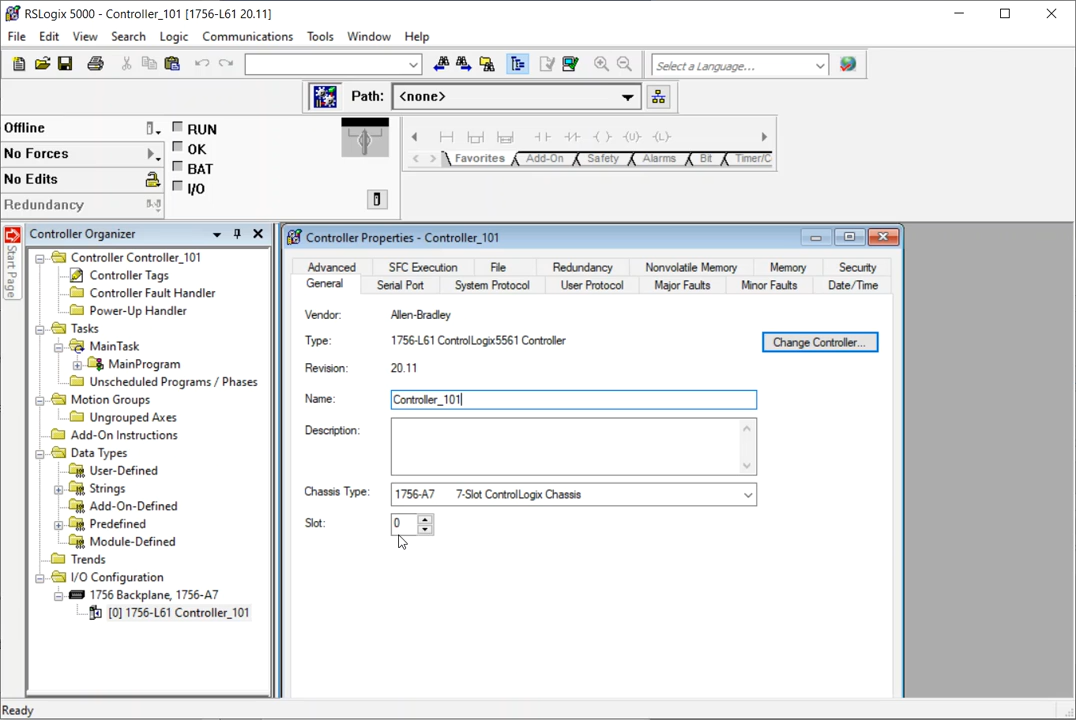 RSLogix 5000 - Controller_101 [1756-L61 20.11]
File Edit View Search Logic Communications Tools Window Help
Select a Language...
Path: <none>
Offline
No Forces
No Edits
Redundancy
RUN
OK
BAT
I/O
Favorites Add-On Safety Alarms Bit Timer/C
Start Page
Controller Organizer
Controller Controller_101
Controller Tags
Controller Fault Handler
Power-Up Handler
Tasks
MainTask
MainProgram
Unscheduled Programs / Phases
Motion Groups
Ungrouped Axes
Add-On Instructions
Data Types
User-Defined
Strings
Add-On-Defined
Predefined
Module-Defined
Trends
I/O Configuration
1756 Backplane, 1756-A7
[0] 1756-L61 Controller_101
Controller Properties - Controller_101
Advanced SFC Execution File Redundancy Nonvolatile Memory Memory Security
General Serial Port System Protocol User Protocol Major Faults Minor Faults Date/Time
Vendor: Allen-Bradley
Type: 1756-L61 ControlLogix5561 Controller
Change Controller...
Revision: 20.11
Name: Controller_101
Description:
Chassis Type: 1756-A7 7-Slot ControlLogix Chassis
Slot: 0
Ready